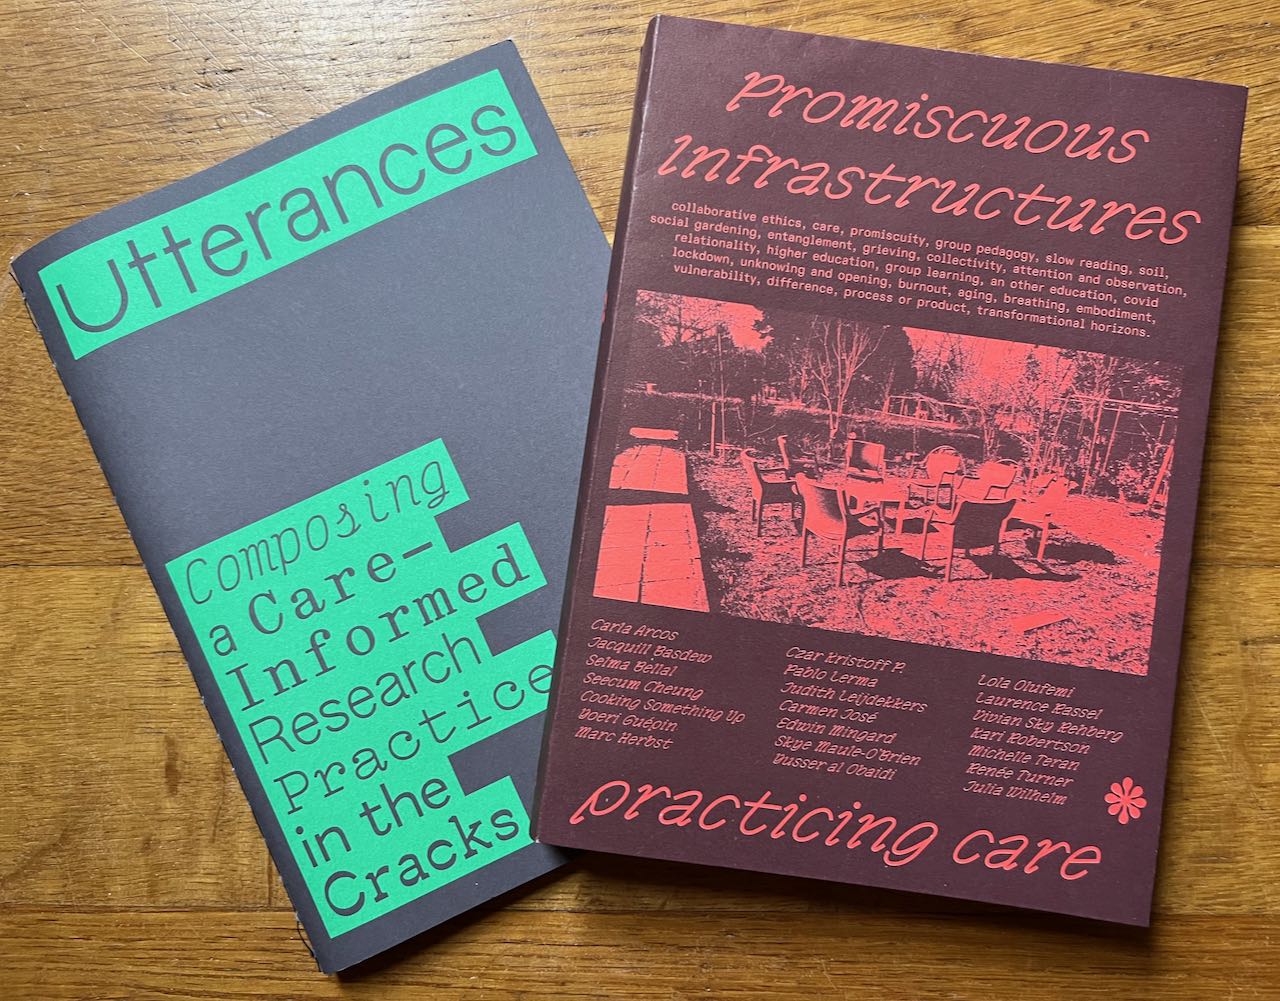 Utterances
Composing
a Care-
Informed
Research
Practice
in the
Cracks
Promiscuous
Infrastructures
collaborative ethics, care, promiscuity, group pedagogy, slow reading, soil,
social gardening, entanglement, grieving, collectivity, attention and observation,
relationality, higher education, group learning, an other education, covid
lockdown, unknowing and opening, burnout, aging, breathing, embodiment,
vulnerability, difference, process or product, transformational horizons.
Carla Arcos
Jacquill Basdew
Selma Bellal
Seecum Cheung
Cooking Something Up
Yoeri Guépin
Marc Herbst
Czar Kristoff P.
Pablo Lerma
Judith Leijdekkers
Carmen José
Edwin Mingard
Skye Maule-O'Brien
Yusser al Obaidi
Lola Olufemi
Laurence Rassel
Vivian Sky Rehberg
Kari Robertson
Michelle Teran
Renée Turner
Julia Wilhelm
practicing care